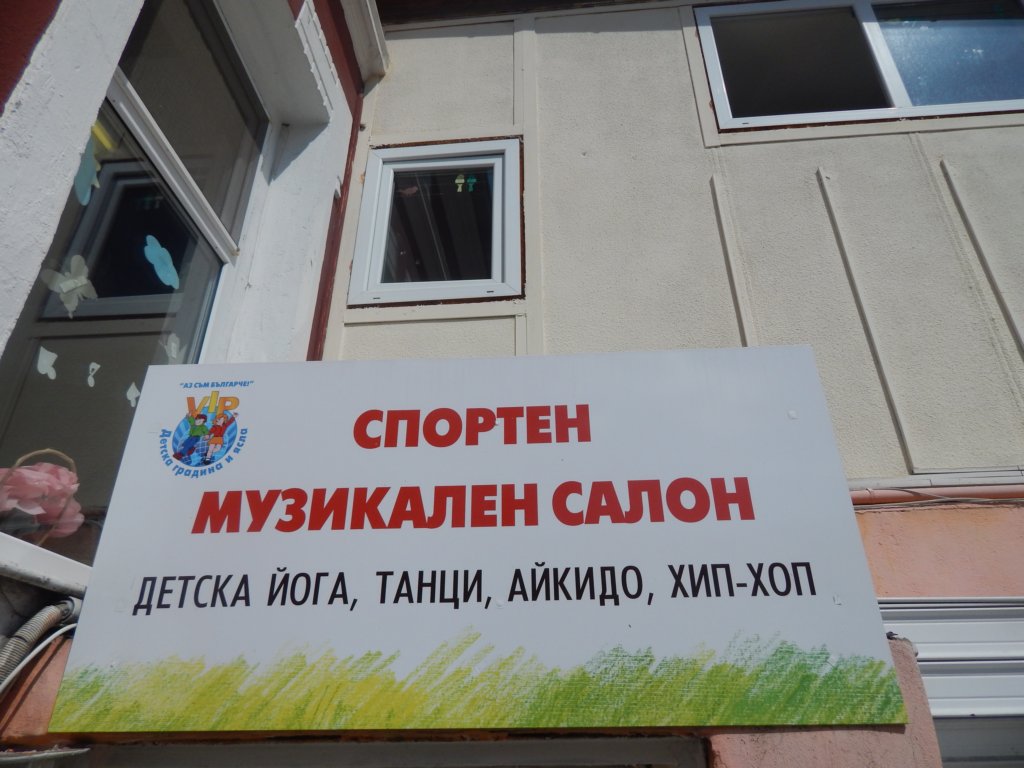 "АЗ СЪМ БЪЛГАРЧЕ!"
VIP
Детска градина и ясла
СПОРТЕН
МУЗИКАЛЕН САЛОН
ДЕТСКА ЙОГА, ТАНЦИ, АЙКИДО, ХИП-ХОП